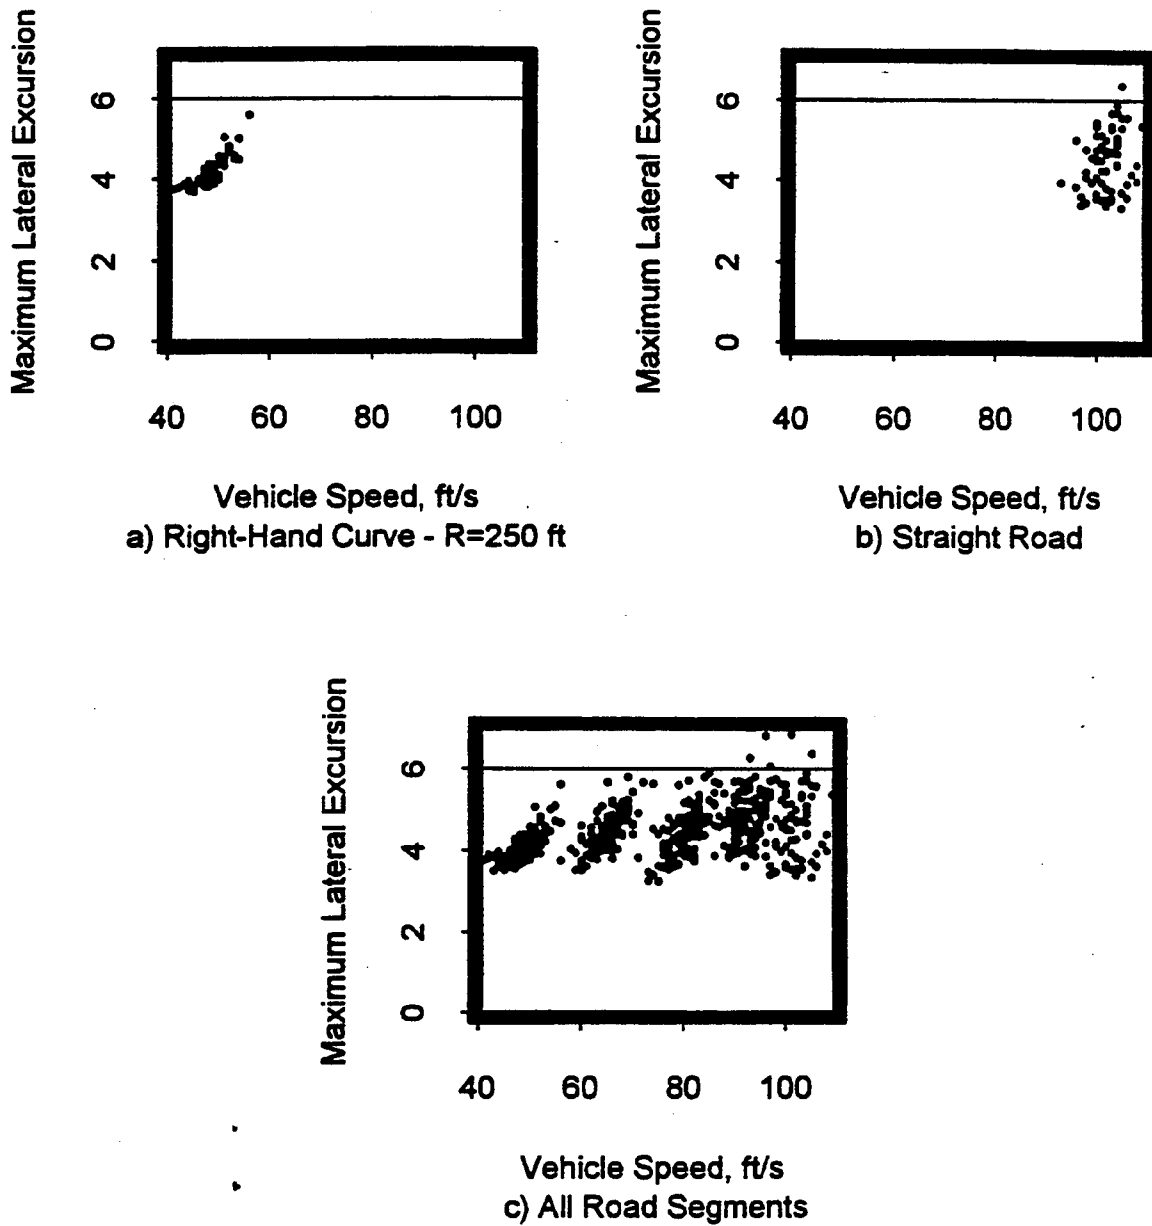 Maximum Lateral Excursion
6
4
2
0
40 60 80 100
Vehicle Speed, ft/s
a) Right-Hand Curve - R=250 ft
Maximum Lateral Excursion
6
4
2
0
40 60 80 100
Vehicle Speed, ft/s
b) Straight Road
Maximum Lateral Excursion
6
4
2
0
40 60 80 100
Vehicle Speed, ft/s
c) All Road Segments